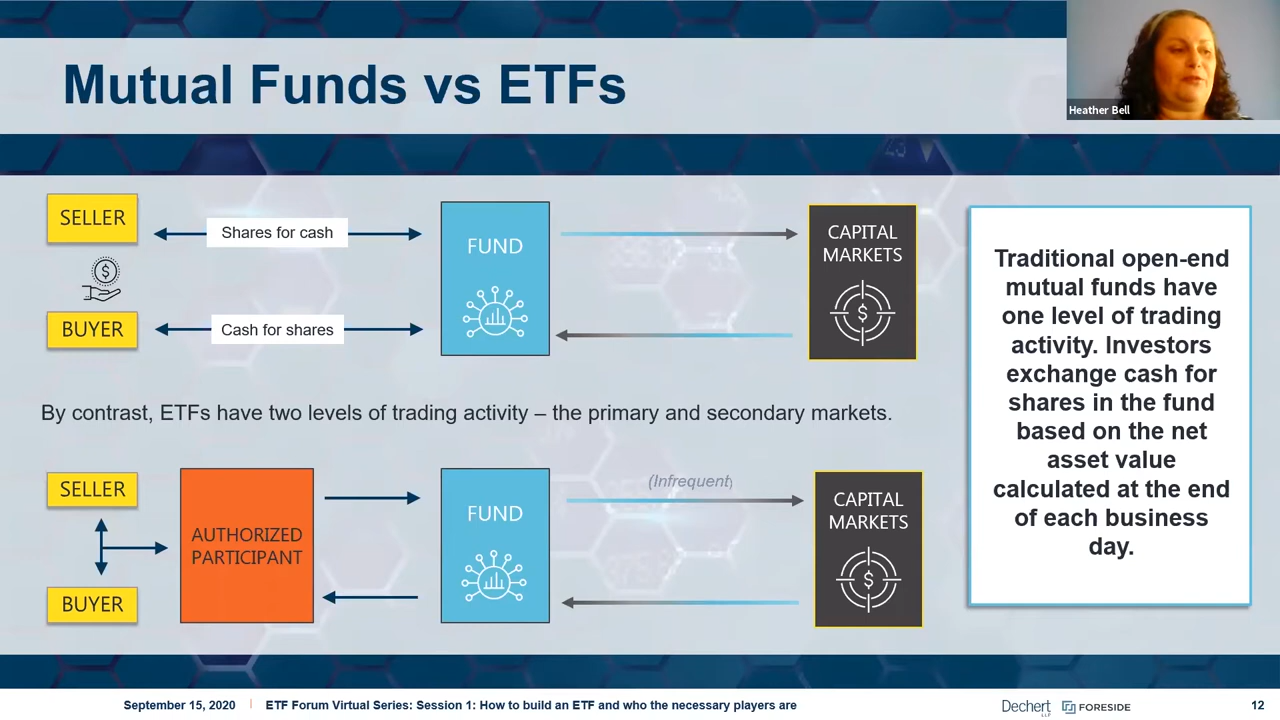 Mutual Funds vs ETFs
Heather Bell
SELLER
Shares for cash
FUND
CAPITAL
MARKETS
BUYER
Cash for shares
By contrast, ETFs have two levels of trading activity – the primary and secondary markets.
SELLER
AUTHORIZED
PARTICIPANT
BUYER
FUND
(Infrequent)
CAPITAL
MARKETS
Traditional open-end
mutual funds have
one level of trading
activity. Investors
exchange cash for
shares in the fund
based on the net
asset value
calculated at the end
of each business
day.
September 15, 2020
ETF Forum Virtual Series: Session 1: How to build an ETF and who the necessary players are
Dechert
LLP
FORESIDE
12